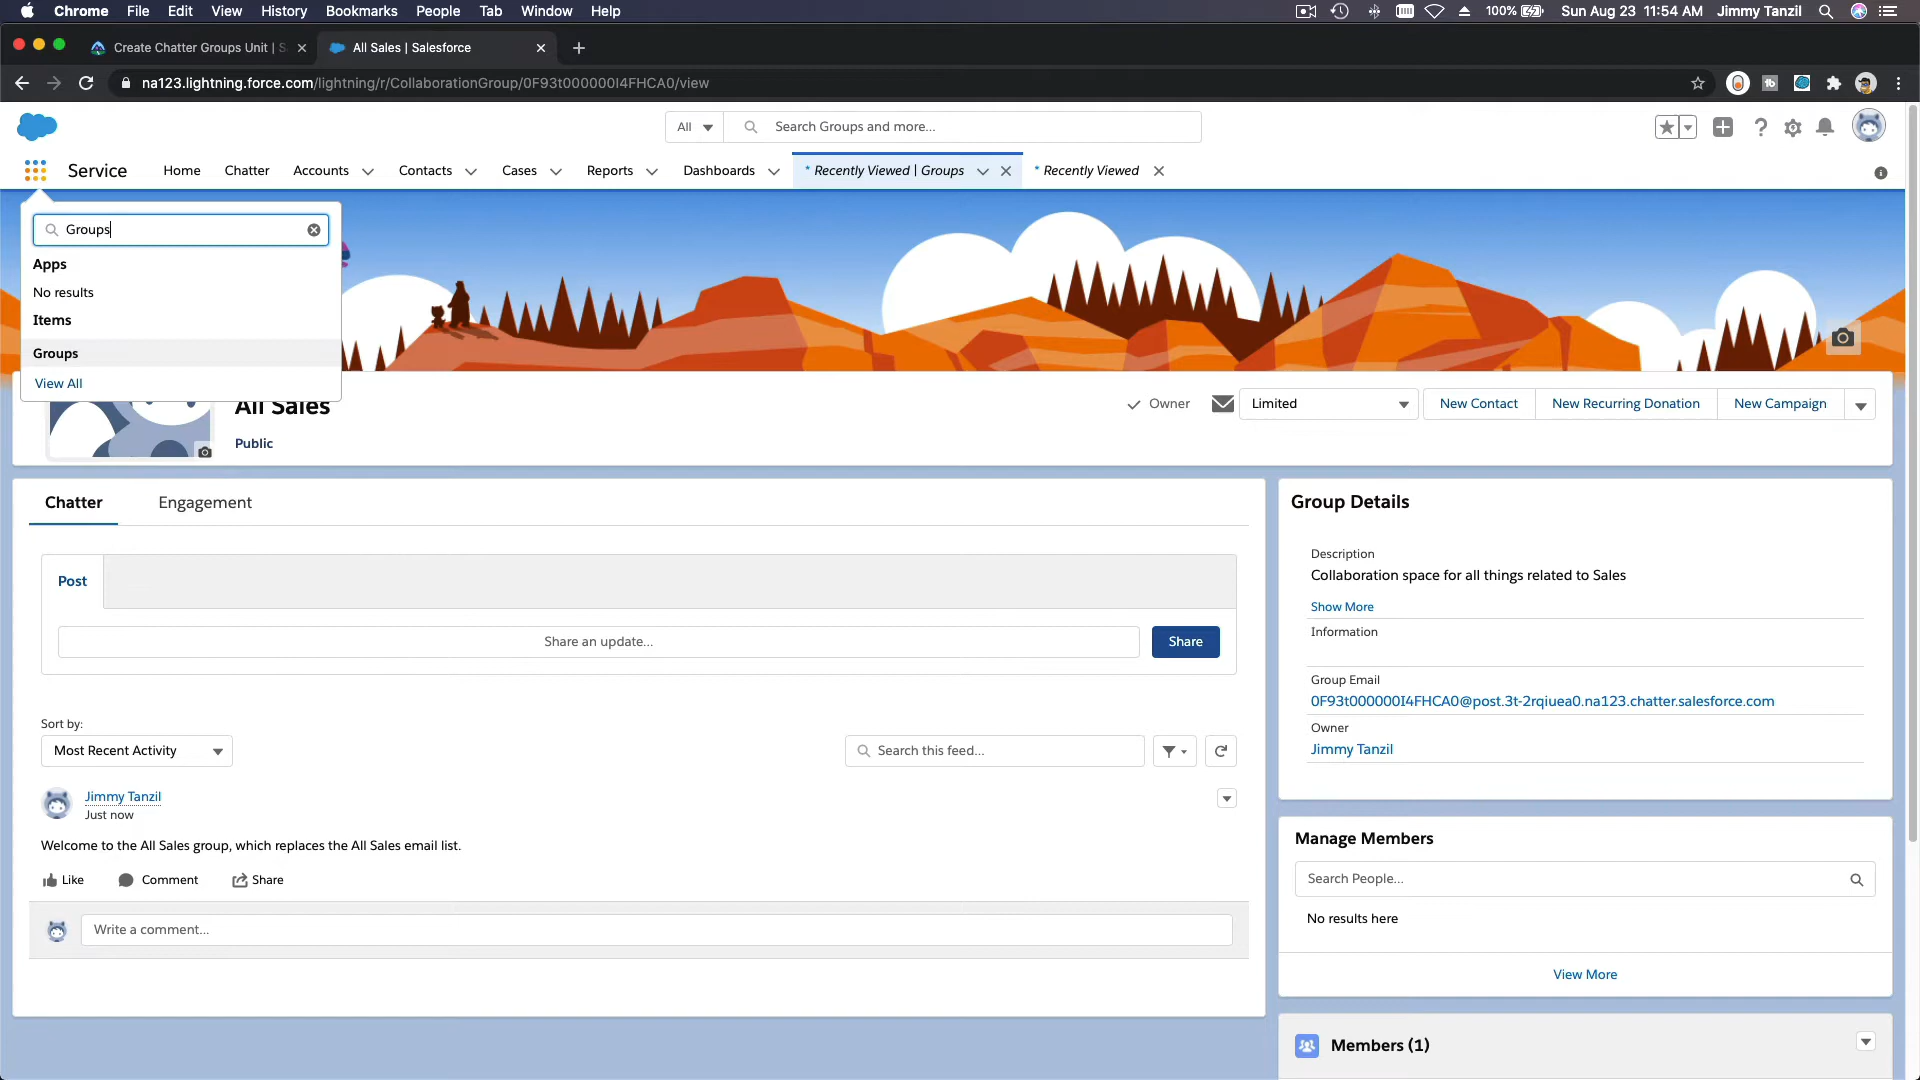 Chrome File Edit View History Bookmarks People Tab Window Help 100% Sun Aug 23 11:54 AM Jimmy Tanzil
Create Chatter Groups Unit | S All Sales | Salesforce
na123.lightning.force.com/lightning/r/CollaborationGroup/0F93t000000I4FHCA0/view
All Search Groups and more...
Service Home Chatter Accounts Contacts Cases Reports Dashboards * Recently Viewed | Groups * Recently Viewed
Groups
Apps
No results
Items
Groups
View All
All Sales
Public
Owner Limited New Contact New Recurring Donation New Campaign
Chatter Engagement
Post
Share an update... Share
Sort by:
Most Recent Activity Search this feed...
Jimmy Tanzil
Just now
Welcome to the All Sales group, which replaces the All Sales email list.
Like Comment Share
Write a comment...
Group Details
Description
Collaboration space for all things related to Sales
Show More
Information
Group Email
0F93t000000I4FHCA0@post.3t-2rqiuea0.na123.chatter.salesforce.com
Owner
Jimmy Tanzil
Manage Members
Search People...
No results here
View More
Members (1)